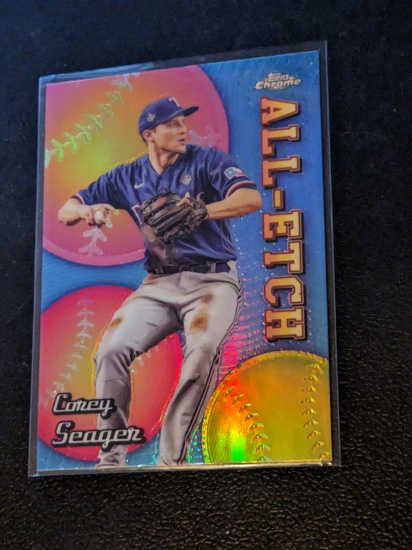 Topps
Chrome
ALL-ETCH
T
Corey
Seager